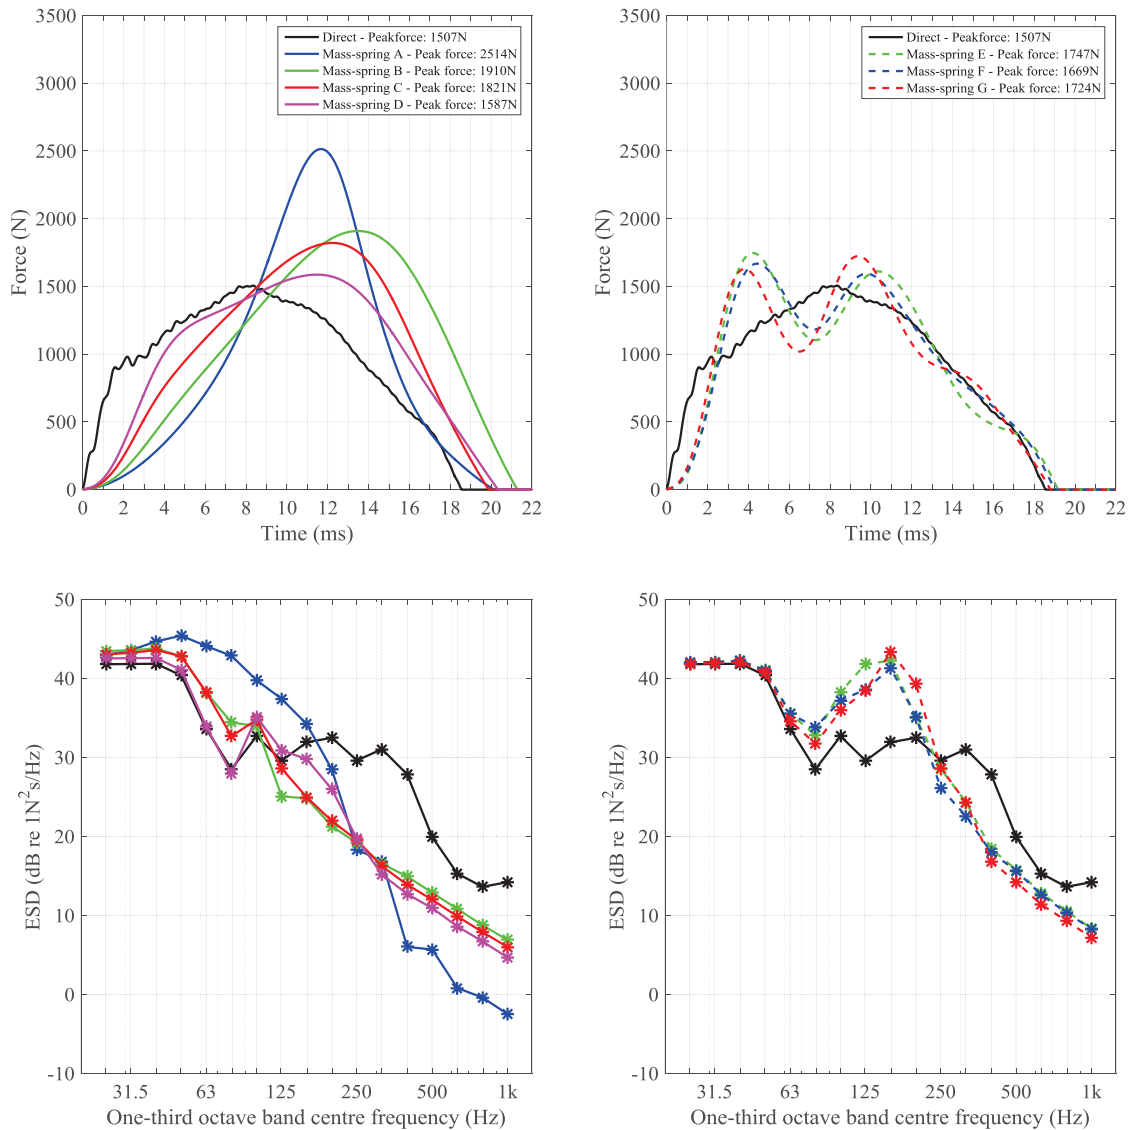 3500
3000
2500
2000
1500
1000
500
0
Force (N)
Direct - Peakforce: 1507N
Mass-spring A - Peak force: 2514N
Mass-spring B - Peak force: 1910N
Mass-spring C - Peak force: 1821N
Mass-spring D - Peak force: 1587N
0 2 4 6 8 10 12 14 16 18 20 22
Time (ms)
3500
3000
2500
2000
1500
1000
500
0
Force (N)
Direct - Peakforce: 1507N
Mass-spring E - Peak force: 1747N
Mass-spring F - Peak force: 1669N
Mass-spring G - Peak force: 1724N
0 2 4 6 8 10 12 14 16 18 20 22
Time (ms)
50
40
30
20
10
0
-10
ESD (dB re 1N²s/Hz)
31.5 63 125 250 500 1k
One-third octave band centre frequency (Hz)
50
40
30
20
10
0
-10
ESD (dB re 1N²s/Hz)
31.5 63 125 250 500 1k
One-third octave band centre frequency (Hz)